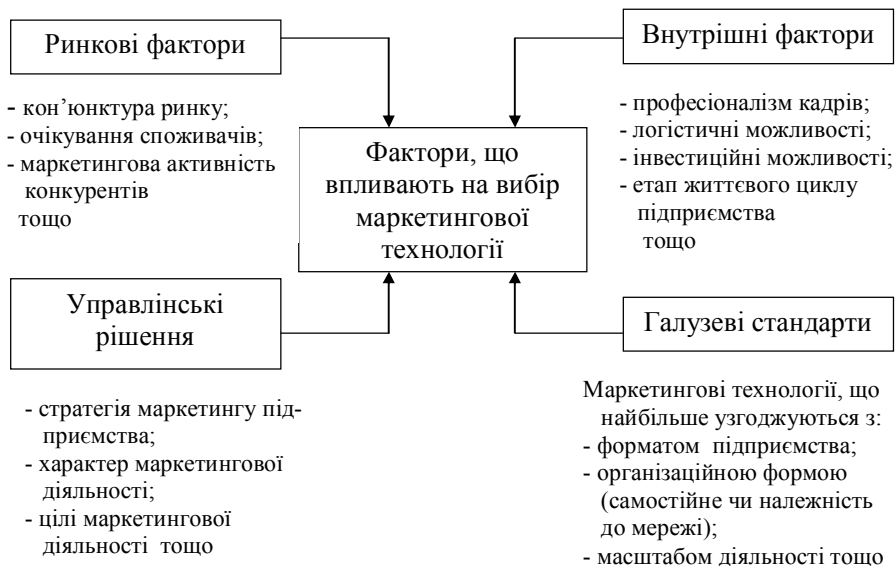 Ринкові фактори
- кон’юнктура ринку;
- очікування споживачів;
- маркетингова активність
конкурентів
тощо
Внутрішні фактори
- професіоналізм кадрів;
- логістичні можливості;
- інвестиційні можливості;
- етап життєвого циклу
підприємства
тощо
Фактори, що
впливають на вибір
маркетингової
технології
Управлінські
рішення
- стратегія маркетингу під-
приємства;
- характер маркетингової
діяльності;
- цілі маркетингової
діяльності тощо
Галузеві стандарти
Маркетингові технології, що
найбільше узгоджуються з:
- форматом підприємства;
- організаційною формою
(самостійне чи належність
до мережі);
- масштабом діяльності тощо